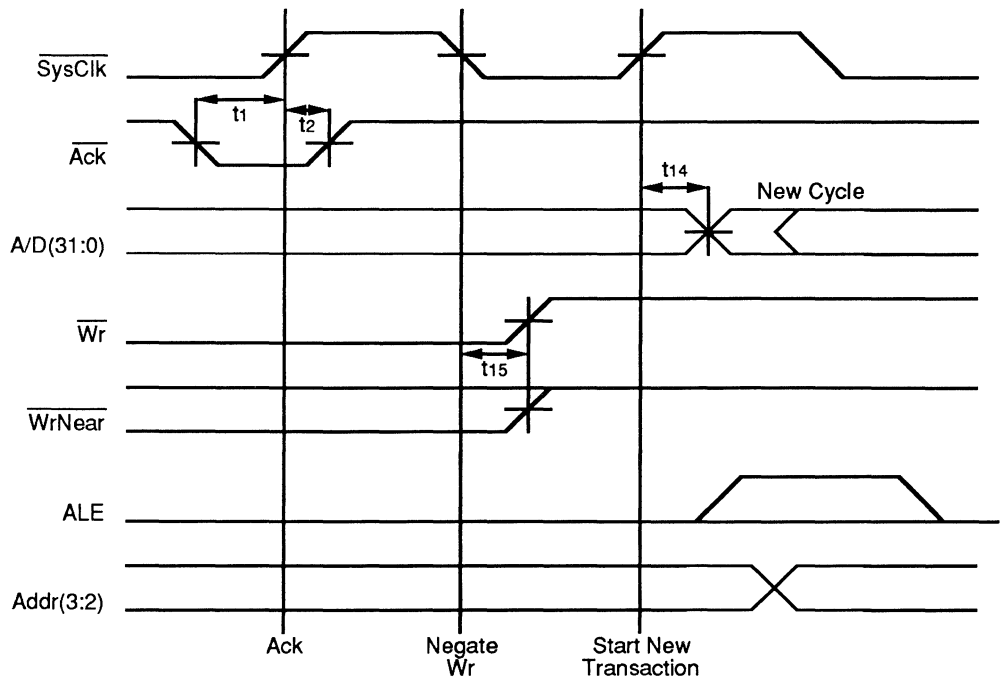 SysClk
t1
t2
Ack
t14
New Cycle
A/D(31:0)
Wr
t15
WrNear
ALE
Addr(3:2)
Ack
Negate
Wr
Start New
Transaction